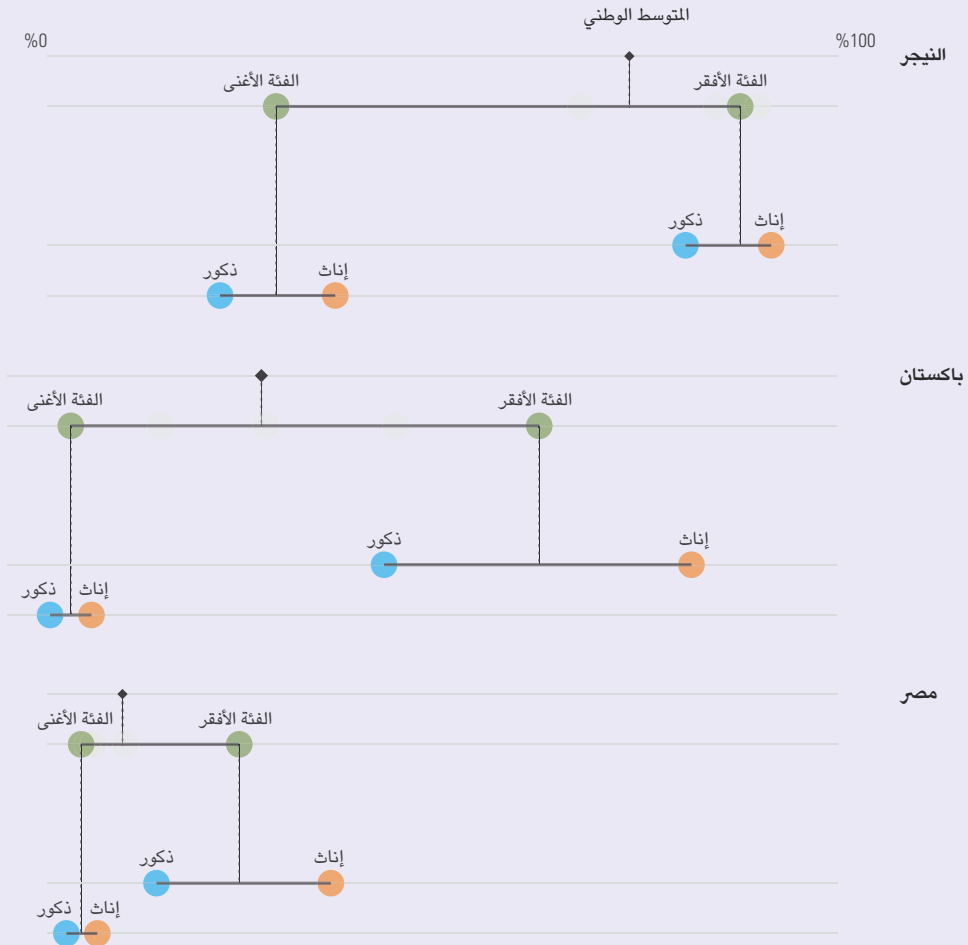 المتوسط الوطني
%0
%100
النيجر
الفئة الأفقر
الفئة الأغنى
إناث
ذكور
إناث
ذكور
باكستان
الفئة الأفقر
الفئة الأغنى
إناث
ذكور
إناث
ذكور
مصر
الفئة الأفقر
الفئة الأغنى
إناث
ذكور
إناث
ذكور